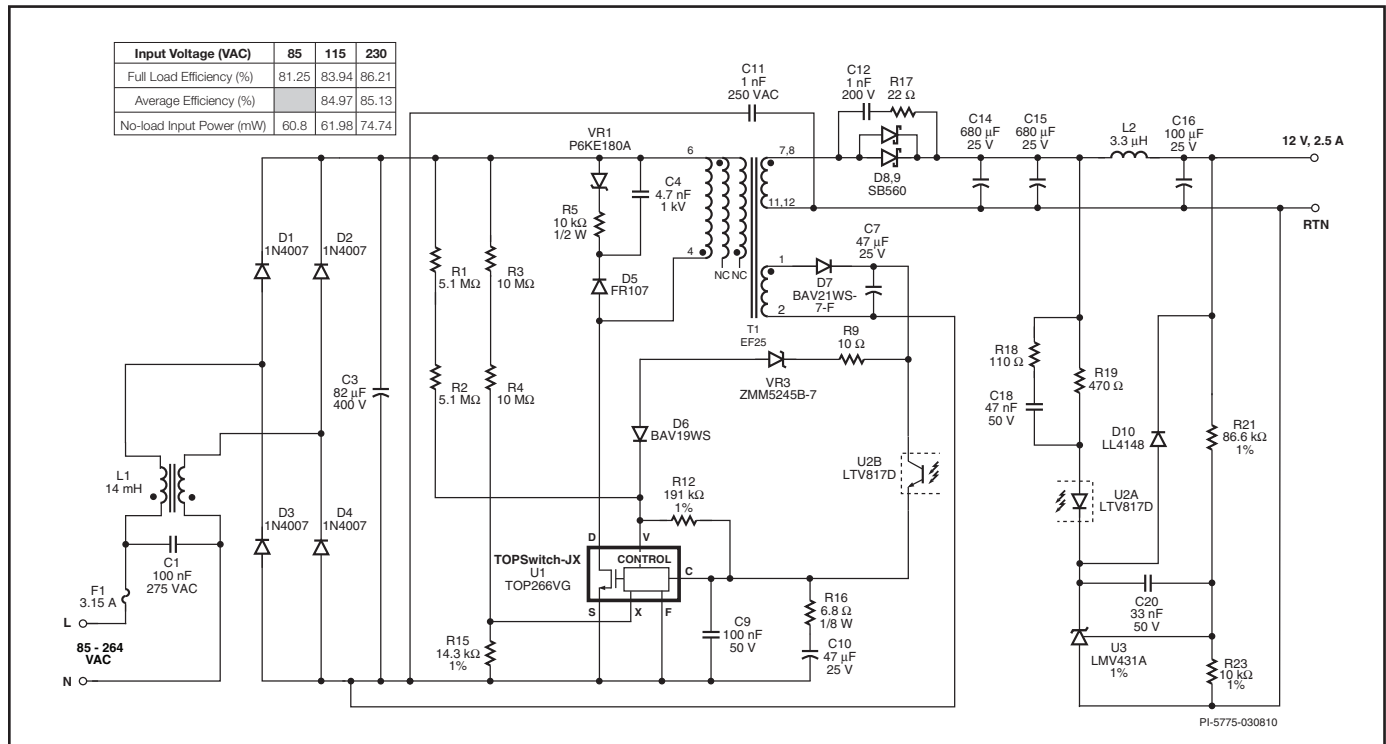 Input Voltage (VAC) 85 115 230
Full Load Efficiency (%) 81.25 83.94 86.21
Average Efficiency (%) 84.97 85.13
No-load Input Power (mW) 60.8 61.98 74.74
C11
1 nF
250 VAC
C12
1 nF
200 V
R17
22 Ω
C14
680 µF
25 V
C15
680 µF
25 V
L2
3.3 µH
C16
100 µF
25 V
12 V, 2.5 A
VR1
P6KE180A
6
7,8
D8,9
SB560
C4
4.7 nF
1 kV
R5
10 kΩ
1/2 W
11,12
RTN
4
NC NC
C7
47 µF
25 V
1
D7
BAV21WS-
7-F
2
D1
1N4007
D2
1N4007
R1
5.1 MΩ
R3
10 MΩ
D5
FR107
T1
EF25
R9
10 Ω
VR3
ZMM5245B-7
R18
110 Ω
R19
470 Ω
C3
82 µF
400 V
R2
5.1 MΩ
R4
10 MΩ
C18
47 nF
50 V
D6
BAV19WS
D10
LL4148
R21
86.6 kΩ
1%
L1
14 mH
U2B
LTV817D
U2A
LTV817D
R12
191 kΩ
1%
D3
1N4007
D4
1N4007
D
V
TOPSwitch-JX
U1
TOP266VG
CONTROL
C
C1
100 nF
275 VAC
S
X
F
C20
33 nF
50 V
F1
3.15 A
R16
6.8 Ω
1/8 W
C9
100 nF
50 V
C10
47 µF
25 V
R15
14.3 kΩ
1%
U3
LMV431A
1%
R23
10 kΩ
1%
L
85 - 264
VAC
N
PI-5775-030810